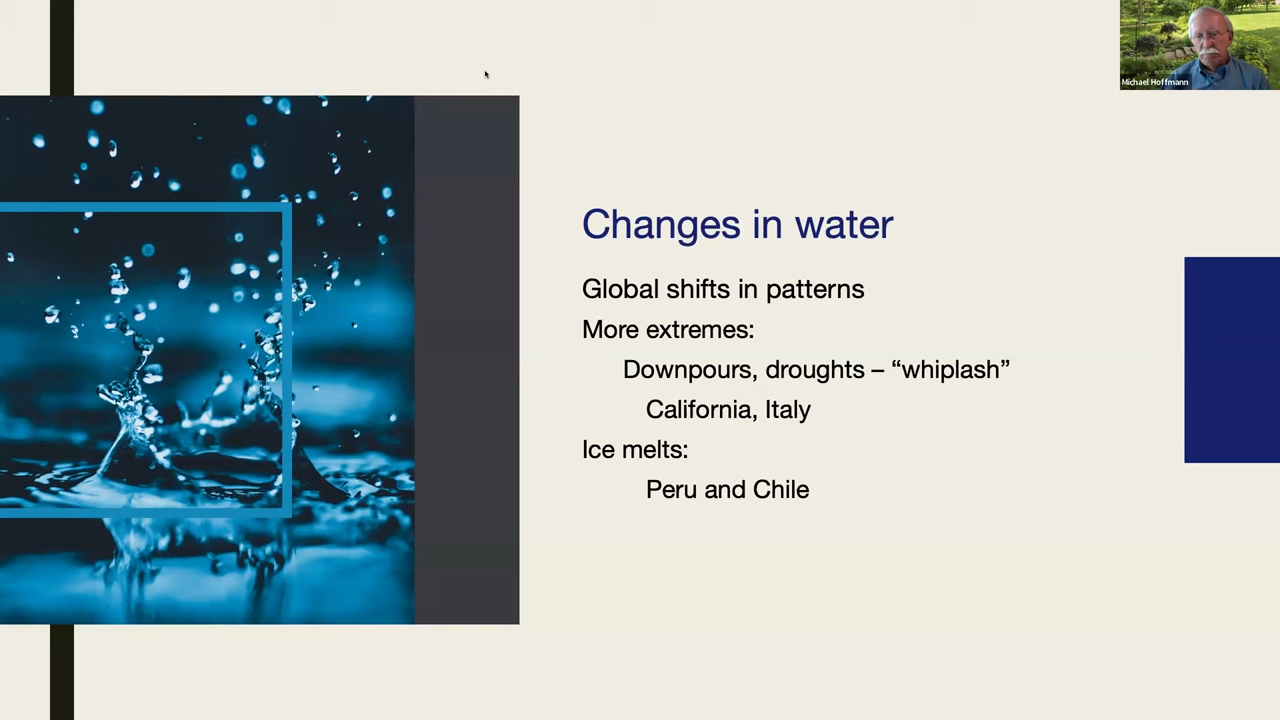 Michael Hoffmann
Changes in water
Global shifts in patterns
More extremes:
Downpours, droughts – “whiplash”
California, Italy
Ice melts:
Peru and Chile